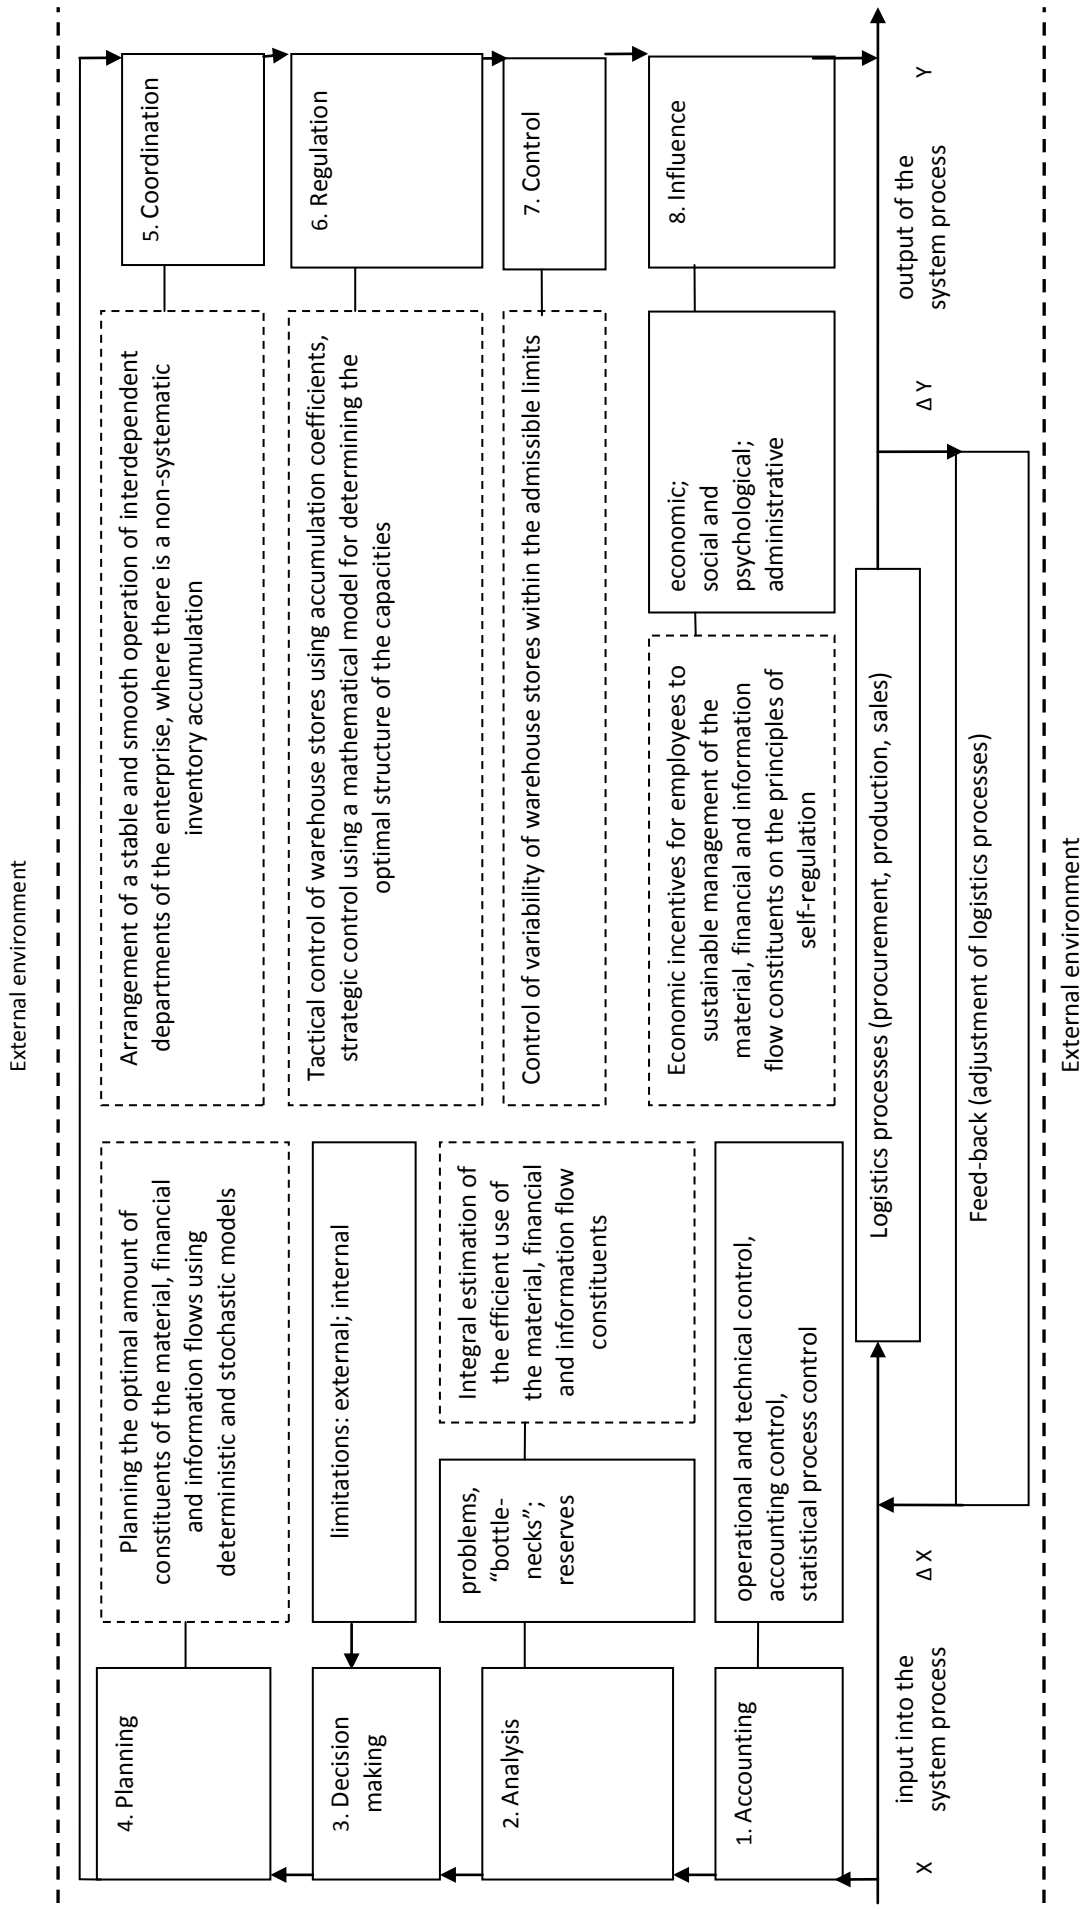 External environment
4. Planning
Planning the optimal amount of
constituents of the material, financial
and information flows using
deterministic and stochastic models
3. Decision
making
limitations: external; internal
2. Analysis
problems,
“bottle-
necks”;
reserves
Integral estimation of
the efficient use of
the material, financial
and information flow
constituents
1. Accounting
operational and technical control,
accounting control,
statistical process control
Arrangement of a stable and smooth operation of interdependent
departments of the enterprise, where there is a non-systematic
inventory accumulation
5. Coordination
Tactical control of warehouse stores using accumulation coefficients,
strategic control using a mathematical model for determining the
optimal structure of the capacities
6. Regulation
Control of variability of warehouse stores within the admissible limits
7. Control
Economic incentives for employees to
sustainable management of the
material, financial and information
flow constituents on the principles of
self-regulation
economic;
social and
psychological;
administrative
8. Influence
Logistics processes (procurement, production, sales)
X
input into the
system process
Δ X
Δ Y
output of the
system process
Y
Feed-back (adjustment of logistics processes)
External environment